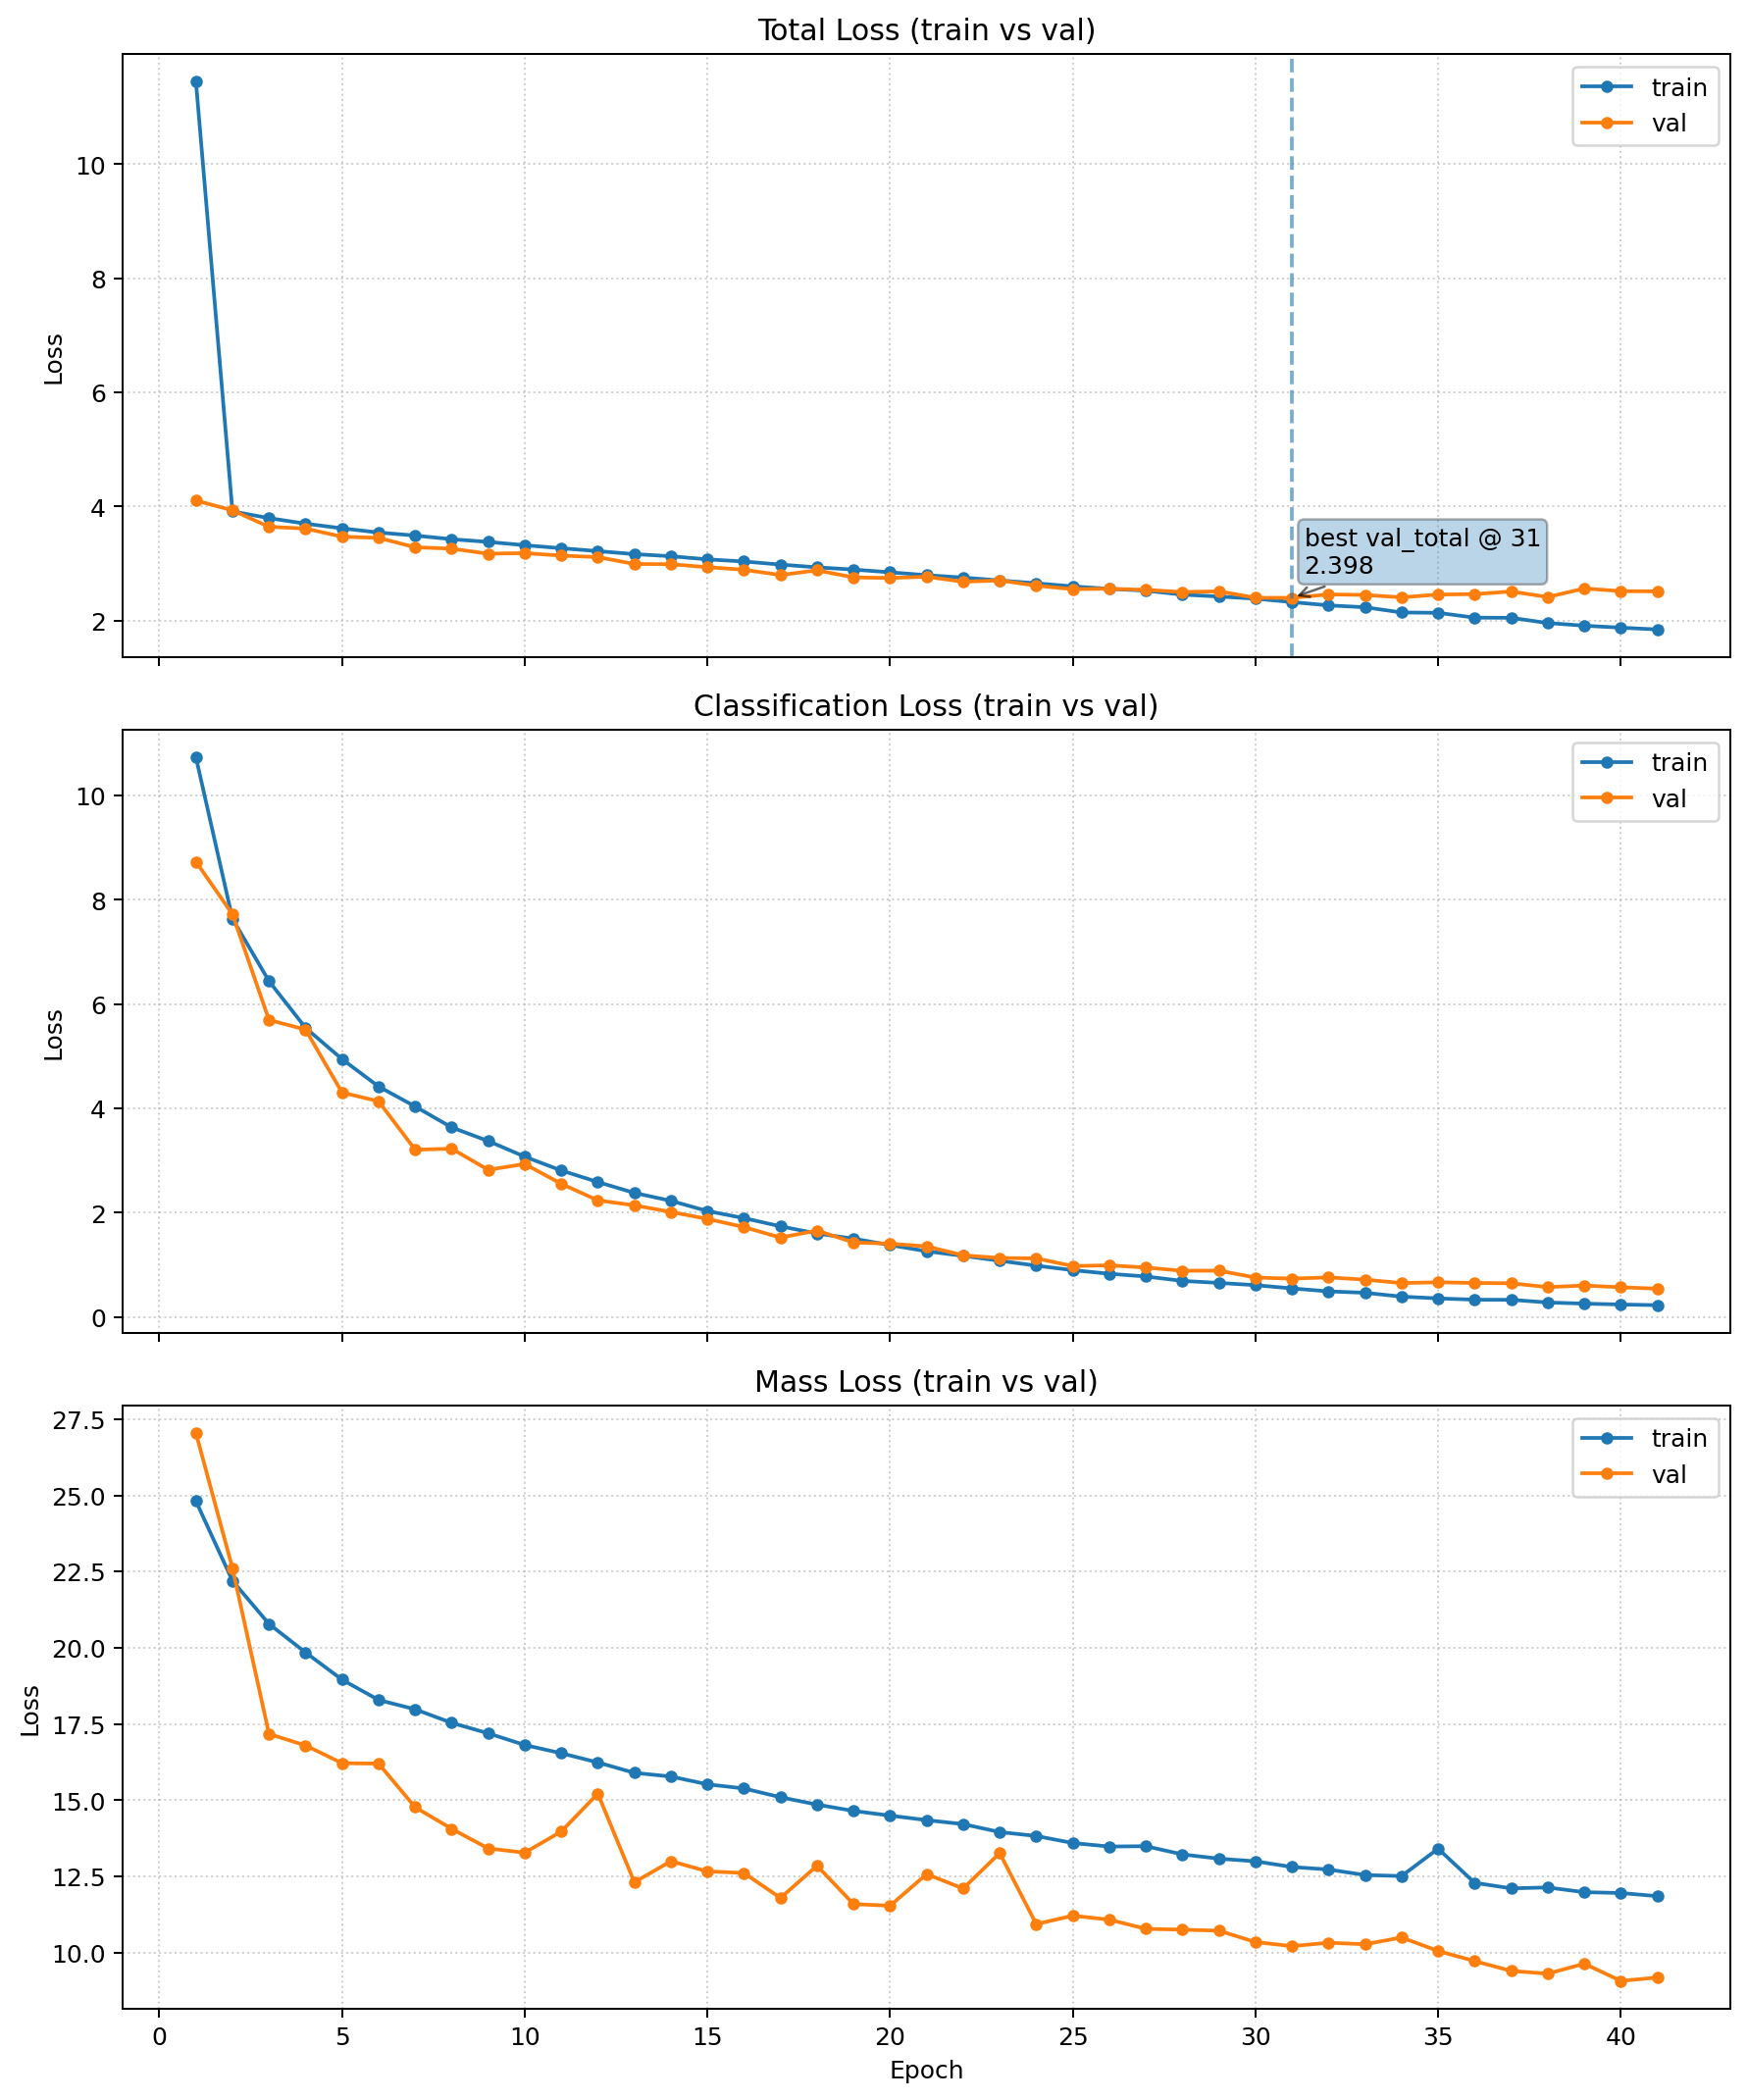 Total Loss (train vs val)
10
8
6
4
2
Loss
train
val
best val_total @ 31
2.398
Classification Loss (train vs val)
10
8
6
4
2
0
Loss
train
val
Mass Loss (train vs val)
27.5
25.0
22.5
20.0
17.5
15.0
12.5
10.0
Loss
train
val
0 5 10 15 20 25 30 35 40
Epoch